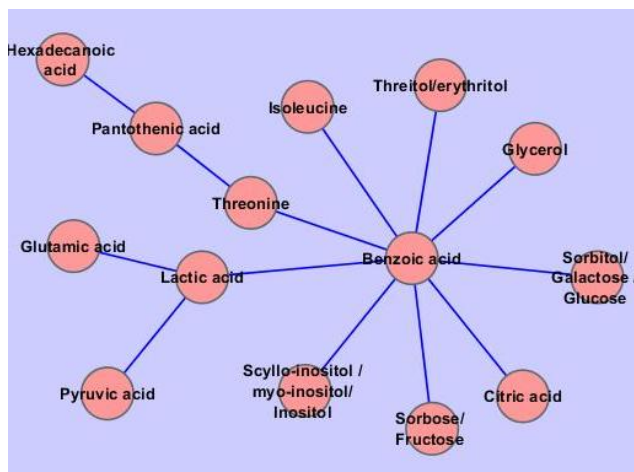 Hexadecanoic
acid
Pantothenic acid
Isoleucine
Threitol/erythritol
Glycerol
Threonine
Glutamic acid
Lactic acid
Benzoic acid
Sorbitol/
Galactose /
Glucose
Pyruvic acid
Scyllo-inositol /
myo-inositol/
Inositol
Sorbose/
Fructose
Citric acid